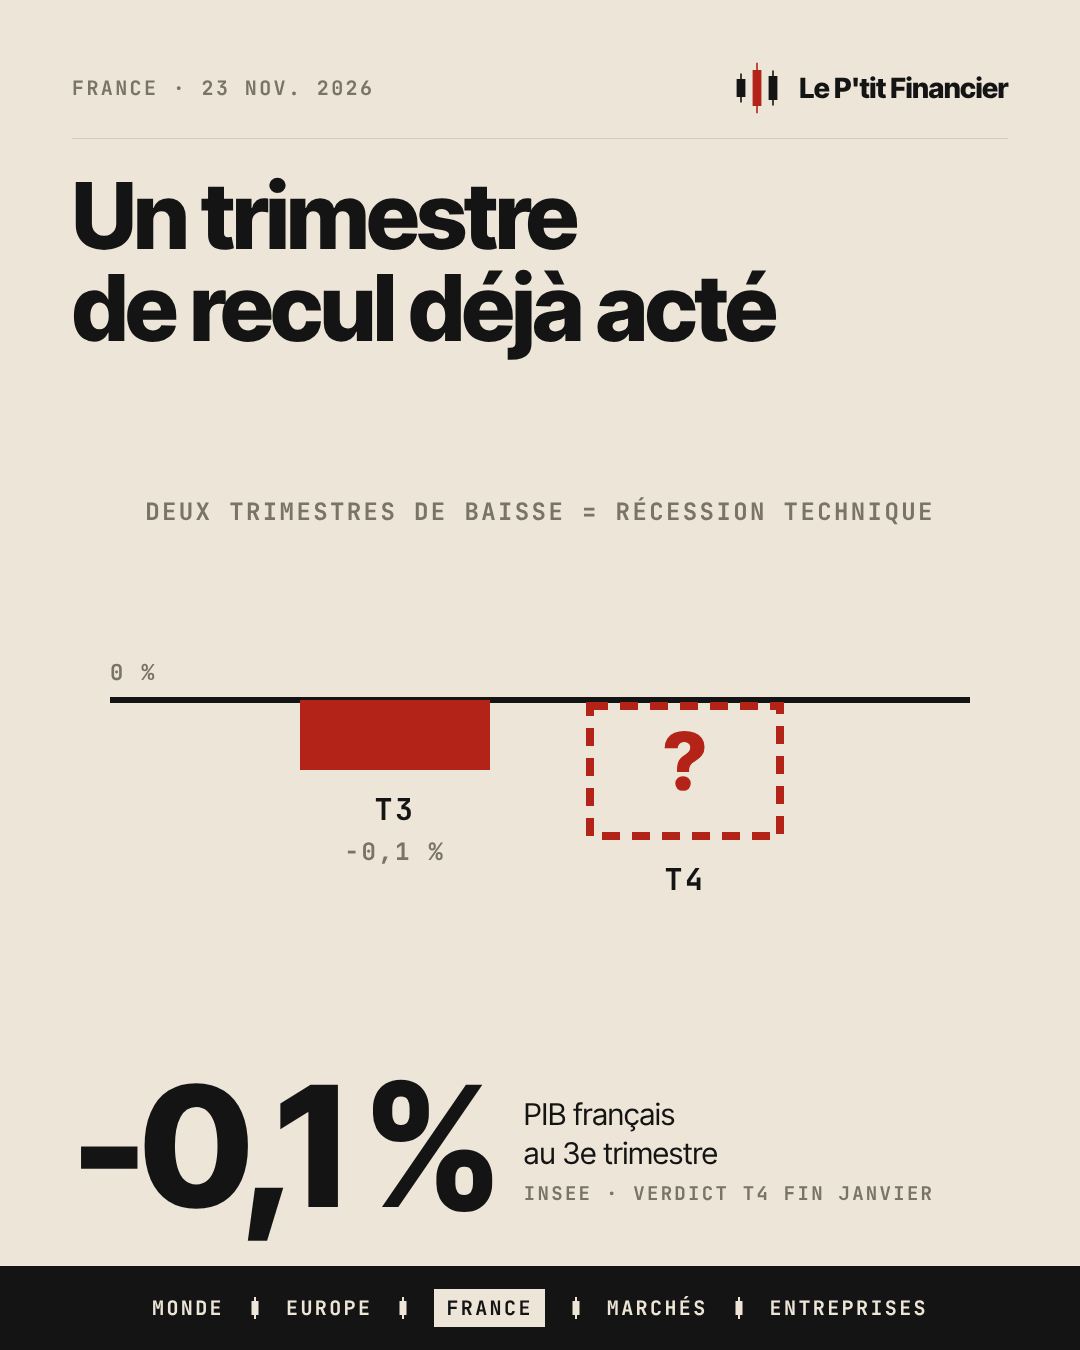 FRANCE · 23 NOV. 2026
Le P'tit Financier
Un trimestre
de recul déjà acté
DEUX TRIMESTRES DE BAISSE = RÉCESSION TECHNIQUE
0 %
?
T3
-0,1 %
T4
-0,1 %
PIB français
au 3e trimestre
INSEE · VERDICT T4 FIN JANVIER
MONDE EUROPE FRANCE MARCHÉS ENTREPRISES